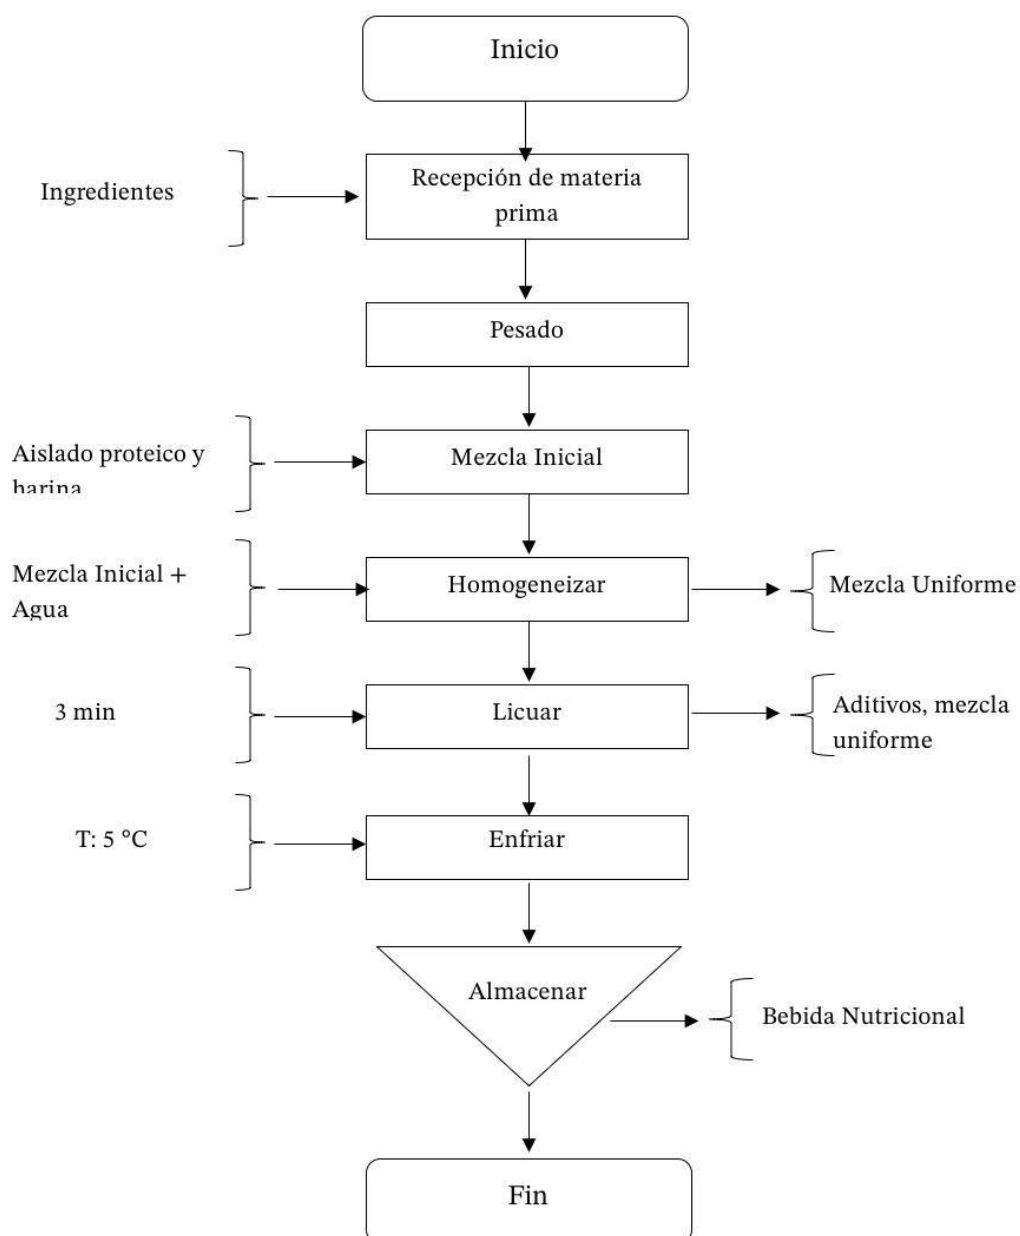 Inicio
Ingredientes
Recepción de materia
prima
Pesado
Aislado proteico y
harina
Mezcla Inicial
Mezcla Inicial +
Agua
Homogeneizar
Mezcla Uniforme
3 min
Licuar
Aditivos, mezcla
uniforme
T: 5 °C
Enfriar
Almacenar
Bebida Nutricional
Fin